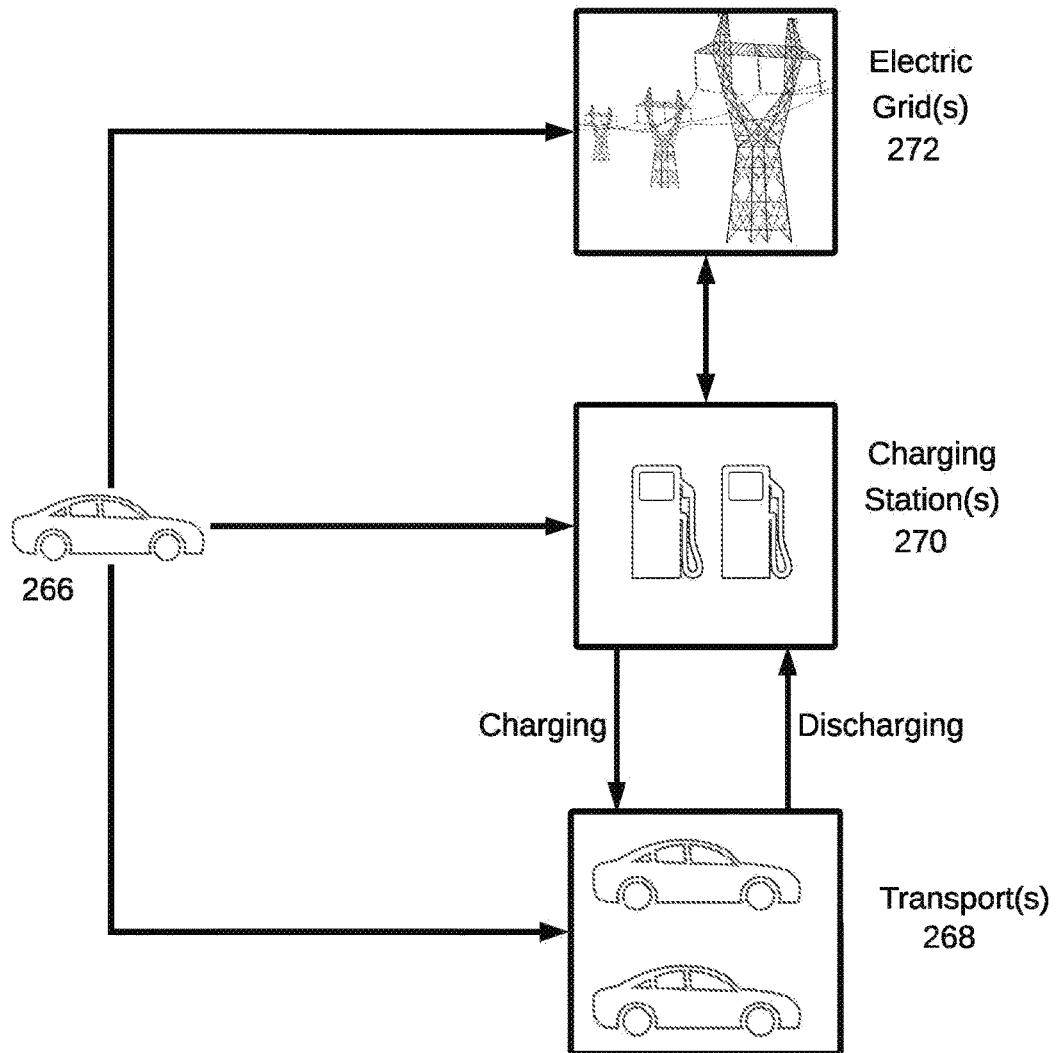 Electric
Grid(s)
272
Charging
Station(s)
270
266
Charging
Discharging
Transport(s)
268